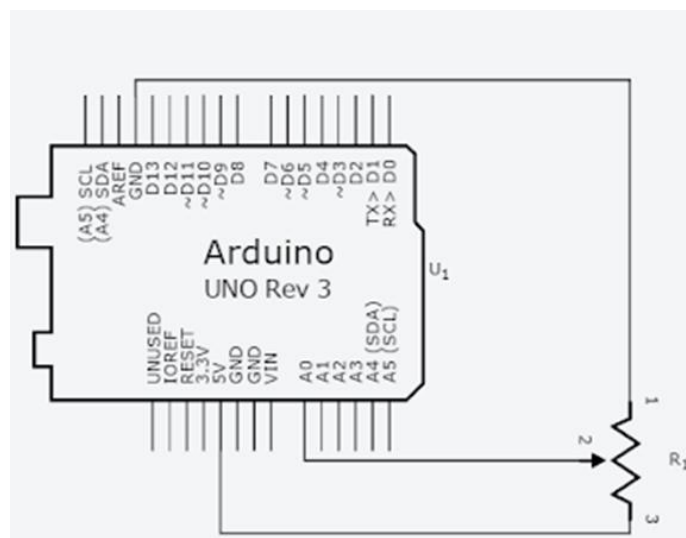 (A5) SCL
(A4) SDA
AREF
GND
D13
D12
~D11
~D10
~D9
D8
D7
~D6
~D5
D4
~D3
D2
TX> D1
RX> D0
Arduino
UNO Rev 3
U1
UNUSED
IOREF
RESET
3.3V
5V
GND
GND
VIN
A0
A1
A2
A3
A4 (SDA)
A5 (SCL)
1
2
R1
3